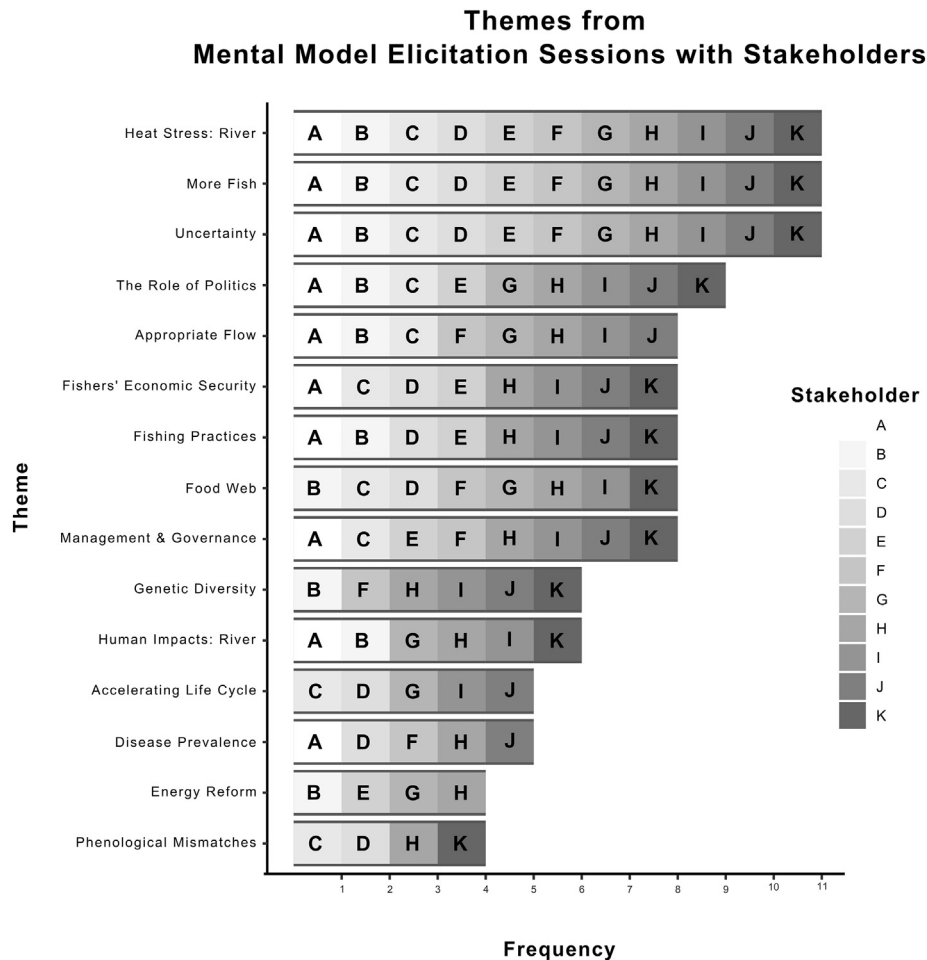 Themes from
Mental Model Elicitation Sessions with Stakeholders
Heat Stress: River A B C D E F G H I J K
More Fish A B C D E F G H I J K
Uncertainty A B C D E F G H I J K
The Role of Politics A B C E G H I J K
Appropriate Flow A B C F G H I J
Fishers' Economic Security A C D E H I J K
Fishing Practices A B D E H I J K
Food Web B C D F G H I K
Management & Governance A C E F H I J K
Genetic Diversity B F H I J K
Human Impacts: River A B G H I K
Accelerating Life Cycle C D G I J
Disease Prevalence A D F H J
Energy Reform B E G H
Phenological Mismatches C D H K
Theme
1 2 3 4 5 6 7 8 9 10 11
Frequency
Stakeholder
A
B
C
D
E
F
G
H
I
J
K